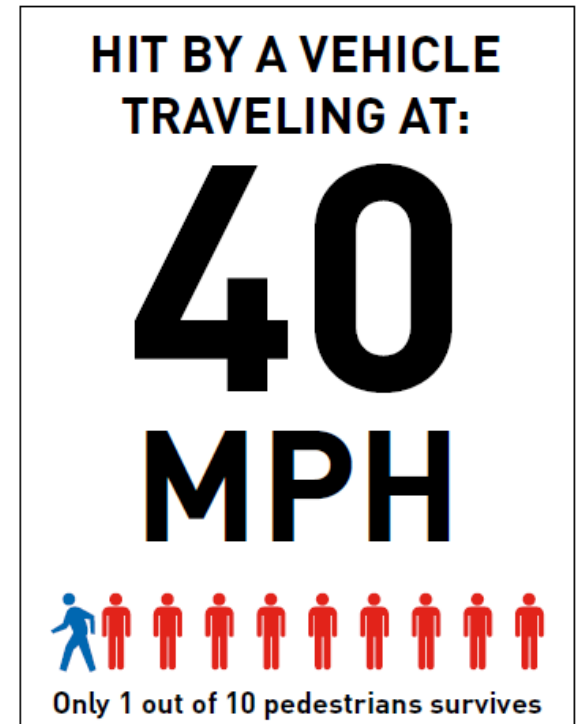 HIT BY A VEHICLE
TRAVELING AT:
40
MPH
Only 1 out of 10 pedestrians survives